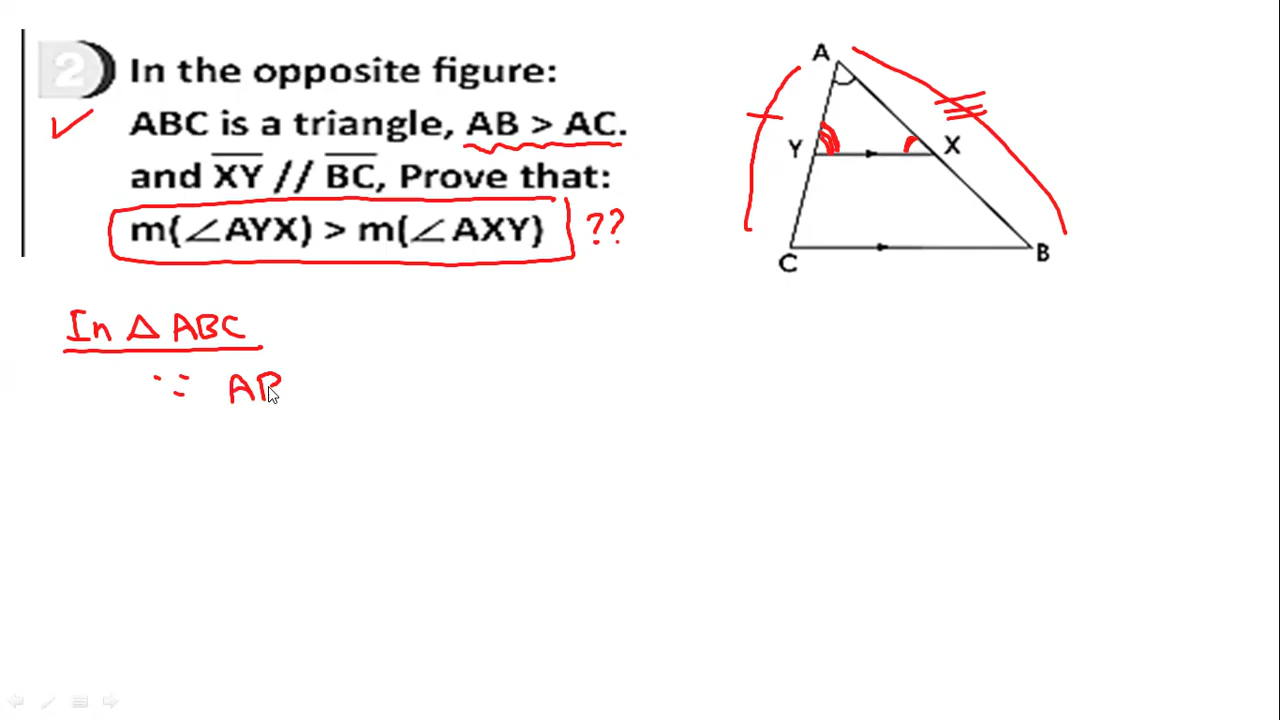 2 In the opposite figure:
ABC is a triangle, AB > AC.
and XY // BC, Prove that:
m(∠AYX) > m(∠AXY) ??
A
Y X
C B
In △ ABC
∵ AB